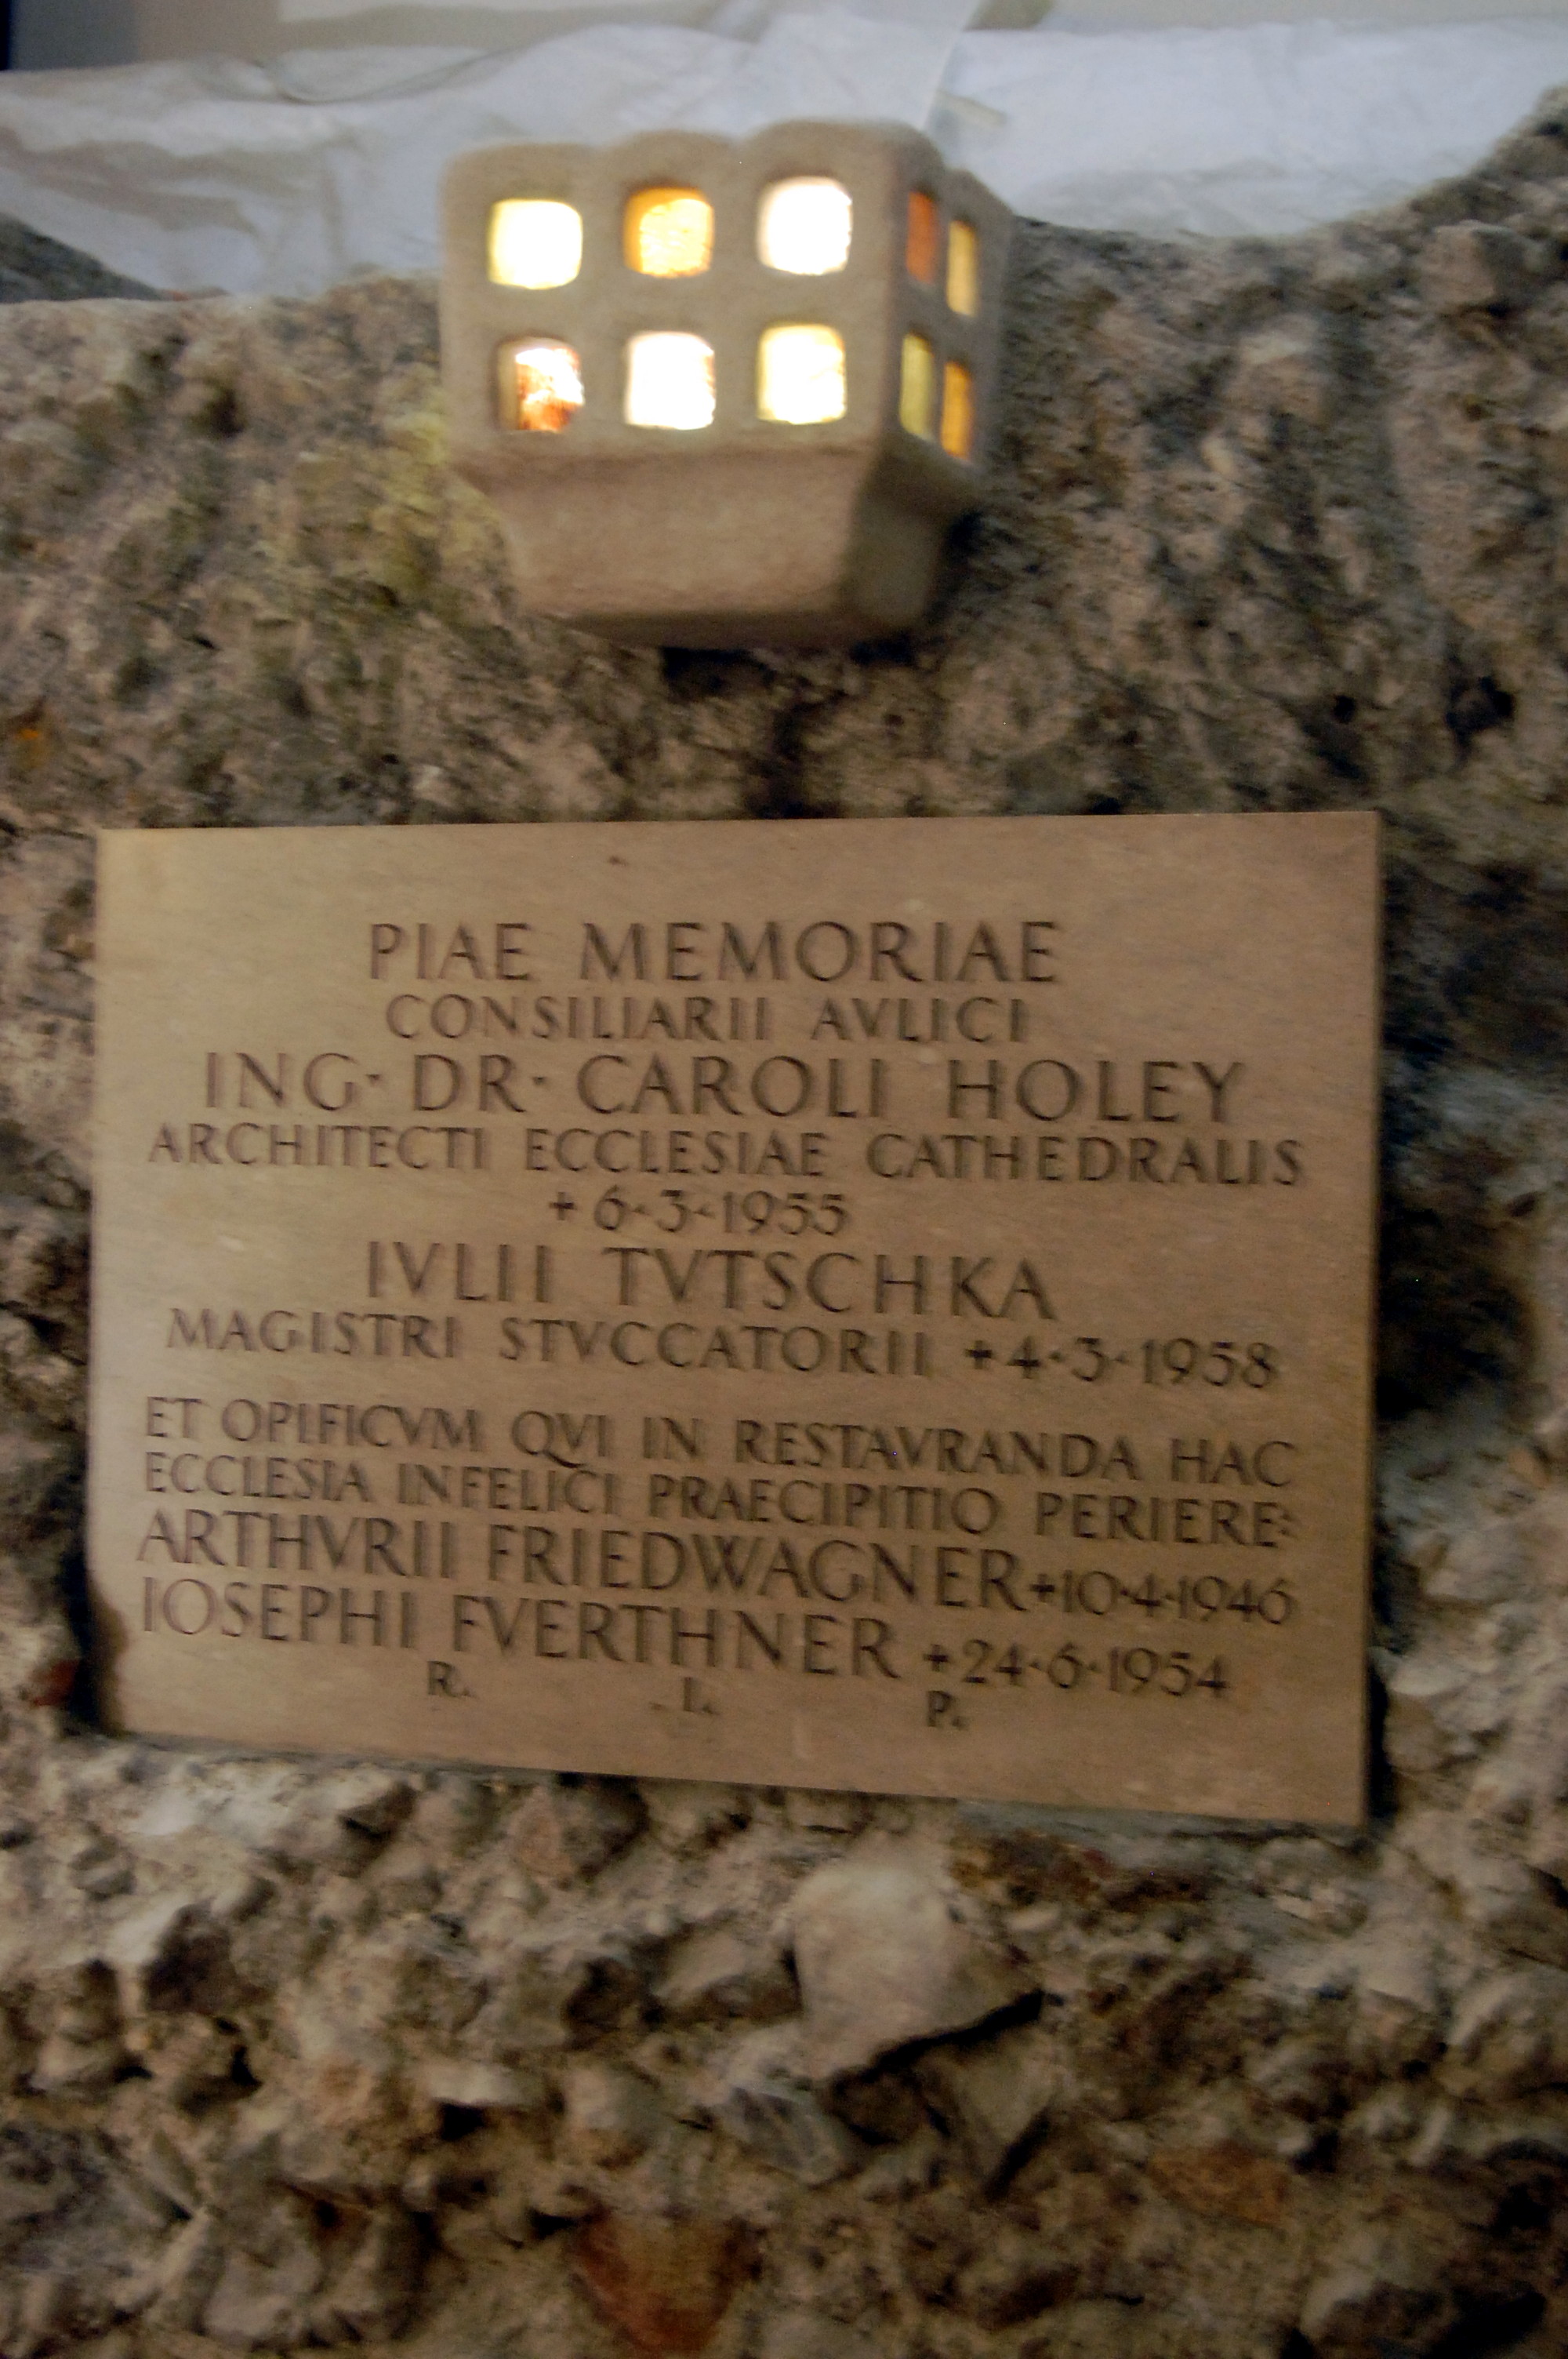 PIAE MEMORIAE
CONSILIARII AVLICI
ING· DR· CAROLI HOLEY
ARCHITECTI ECCLESIAE CATHEDRALIS
+ 6·3·1955
IVLII TVTSCHKA
MAGISTRI STVCCATORII +4·3·1958
ET OPIFICVM QVI IN RESTAVRANDA HAC
ECCLESIA INFELICI PRAECIPITIO PERIERE:
ARTHVRII FRIEDWAGNER+10·4·1946
IOSEPHI FVERTHNER +24·6·1954
R. I. P.